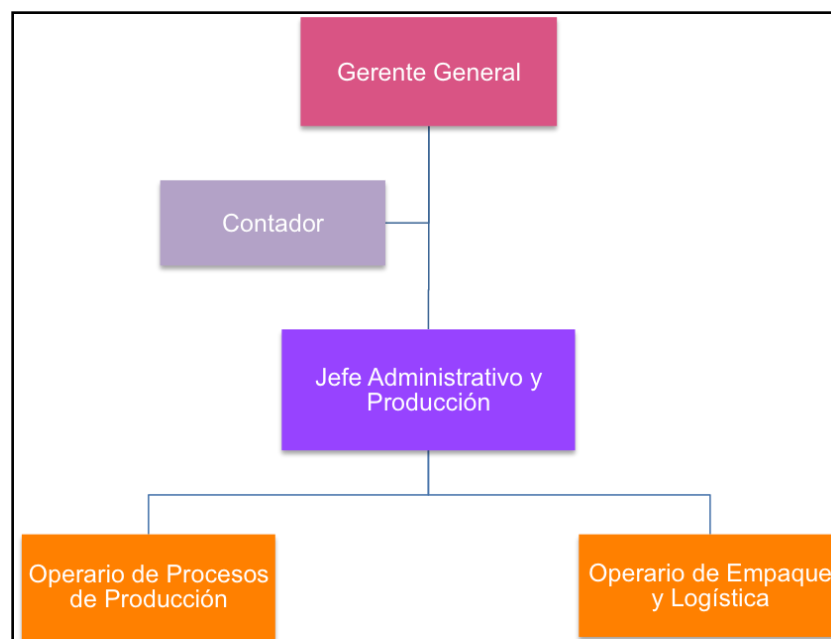 Gerente General
Contador
Jefe Administrativo y
Producción
Operario de Procesos
de Producción
Operario de Empaque
y Logística